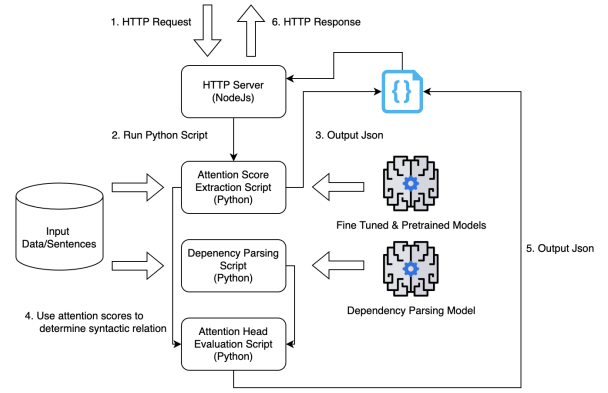 1. HTTP Request
6. HTTP Response
HTTP Server
(NodeJs)
{}
2. Run Python Script
3. Output Json
Attention Score
Extraction Script
(Python)
Fine Tuned & Pretrained Models
Input
Data/Sentences
Depenency Parsing
Script
(Python)
5. Output Json
Dependency Parsing Model
4. Use attention scores to
determine syntactic relation
Attention Head
Evaluation Script
(Python)